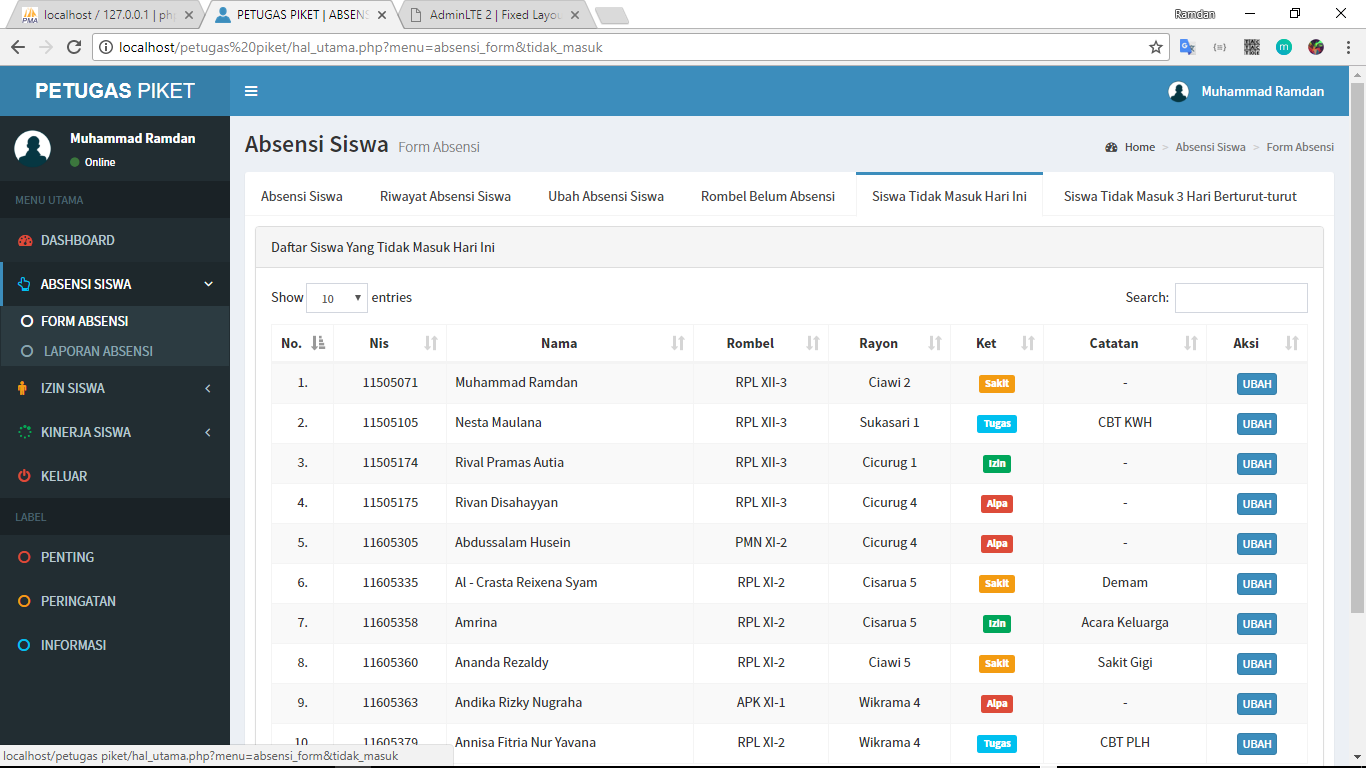 localhost / 127.0.0.1 | ph
PETUGAS PIKET | ABSEN
AdminLTE 2 | Fixed Layou
Ramdan
localhost/petugas%20piket/hal_utama.php?menu=absensi_form&tidak_masuk
PETUGAS PIKET
Muhammad Ramdan
Muhammad Ramdan
Online
MENU UTAMA
DASHBOARD
ABSENSI SISWA
FORM ABSENSI
LAPORAN ABSENSI
IZIN SISWA
KINERJA SISWA
KELUAR
LABEL
PENTING
PERINGATAN
INFORMASI
Absensi Siswa Form Absensi
Home > Absensi Siswa > Form Absensi
Absensi Siswa Riwayat Absensi Siswa Ubah Absensi Siswa Rombel Belum Absensi Siswa Tidak Masuk Hari Ini Siswa Tidak Masuk 3 Hari Berturut-turut
Daftar Siswa Yang Tidak Masuk Hari Ini
Show 10 entries Search:
No. Nis Nama Rombel Rayon Ket Catatan Aksi
1. 11505071 Muhammad Ramdan RPL XII-3 Ciawi 2 Sakit - UBAH
2. 11505105 Nesta Maulana RPL XII-3 Sukasari 1 Tugas CBT KWH UBAH
3. 11505174 Rival Pramas Autia RPL XII-3 Cicurug 1 Izin - UBAH
4. 11505175 Rivan Disahayyan RPL XII-3 Cicurug 4 Alpa - UBAH
5. 11605305 Abdussalam Husein PMN XI-2 Cicurug 4 Alpa - UBAH
6. 11605335 Al - Crasta Reixena Syam RPL XI-2 Cisarua 5 Sakit Demam UBAH
7. 11605358 Amrina RPL XI-2 Cisarua 5 Izin Acara Keluarga UBAH
8. 11605360 Ananda Rezaldy RPL XI-2 Ciawi 5 Sakit Sakit Gigi UBAH
9. 11605363 Andika Rizky Nugraha APK XI-1 Wikrama 4 Alpa - UBAH
10. 11605379 Annisa Fitria Nur Yavana RPL XI-2 Wikrama 4 Tugas CBT PLH UBAH
localhost/petugas piket/hal_utama.php?menu=absensi_form&tidak_masuk